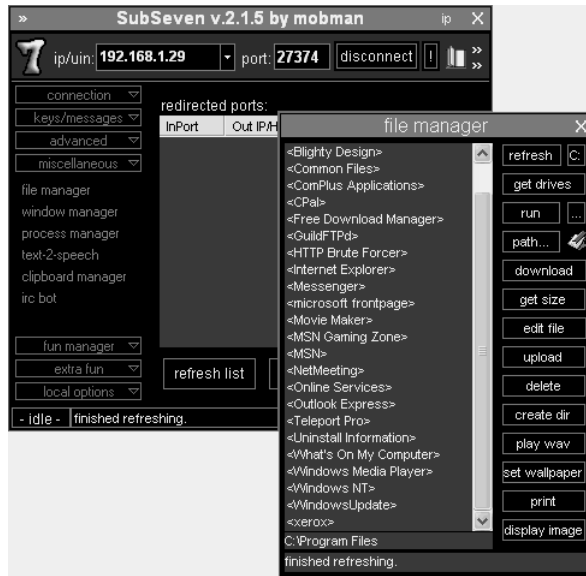 » SubSeven v.2.1.5 by mobman ip X
7 ip/uin: 192.168.1.29 port: 27374 disconnect ! »
»
connection
keys/messages
advanced
miscellaneous
file manager
window manager
process manager
text-2-speech
clipboard manager
irc bot
fun manager
extra fun
local options
redirected ports:
InPort Out IP/H
refresh list
- idle - finished refreshing.
file manager X
<Blighty Design>
<Common Files>
<ComPlus Applications>
<CPal>
<Free Download Manager>
<GuildFTPd>
<HTTP Brute Forcer>
<Internet Explorer>
<Messenger>
<microsoft frontpage>
<Movie Maker>
<MSN Gaming Zone>
<MSN>
<NetMeeting>
<Online Services>
<Outlook Express>
<Teleport Pro>
<Uninstall Information>
<What's On My Computer>
<Windows Media Player>
<Windows NT>
<WindowsUpdate>
<xerox>
C:\Program Files
finished refreshing.
refresh C:
get drives
run ...
path...
download
get size
edit file
upload
delete
create dir
play wav
set wallpaper
print
display image